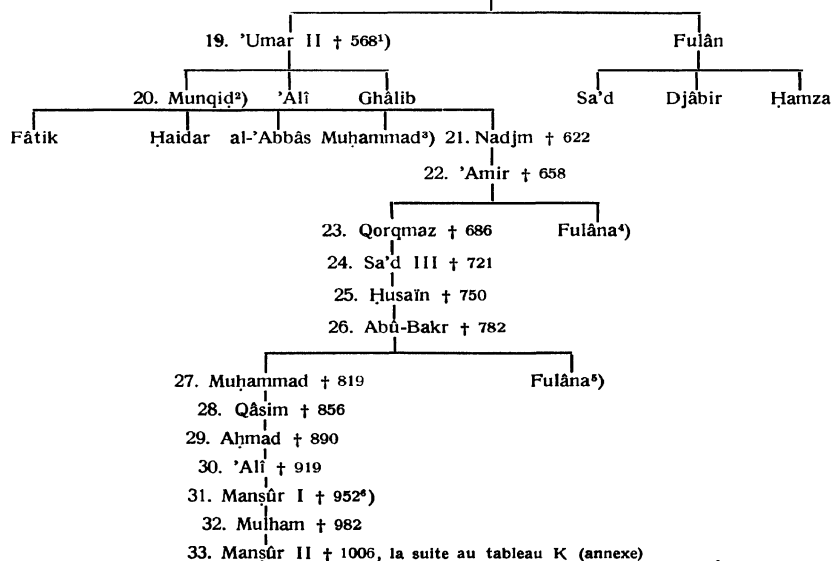 19. 'Umar II † 568¹) Fulân
20. Munqiḍ²) 'Alî Ghâlib Sa'd Djâbir Ḥamza
Fâtik Ḥaidar al-'Abbâs Muḥammad³) 21. Nadjm † 622
22. 'Amir † 658
23. Qorqmaz † 686 Fulâna⁴)
24. Sa'd III † 721
25. Ḥusaïn † 750
26. Abû-Bakr † 782
27. Muḥammad † 819 Fulâna⁵)
28. Qâsim † 856
29. Aḥmad † 890
30. 'Alî † 919
31. Manṣûr I † 952⁶)
32. Mulham † 982
33. Manṣûr II † 1006, la suite au tableau K (annexe)